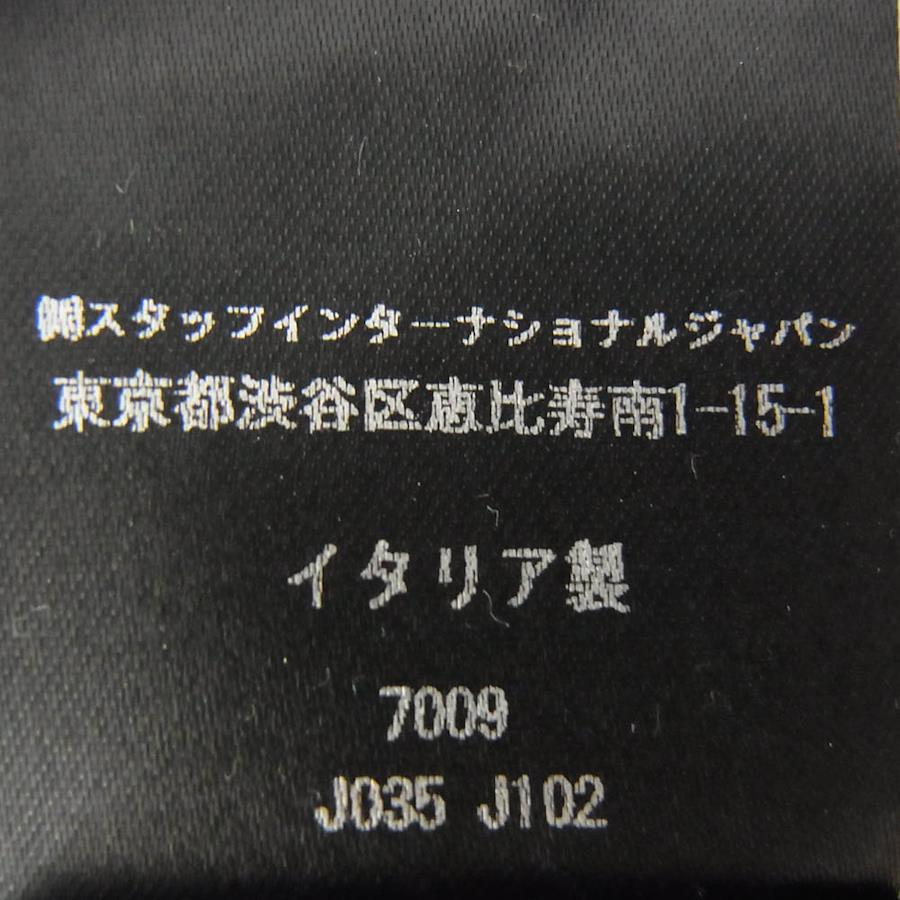 ㈱スタッフインターナショナルジャパン
東京都渋谷区恵比寿南1-15-1
イタリア製
7009
J035 J102